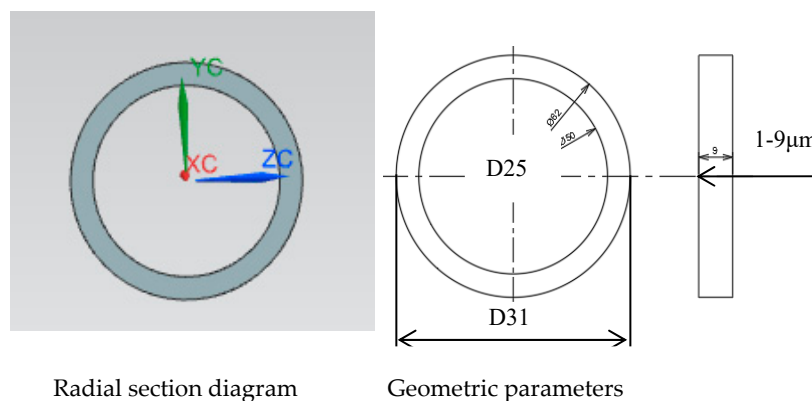 YC
XC
ZC
Ø62
Ø50
D25
D31
9
1-9μm
Radial section diagram
Geometric parameters